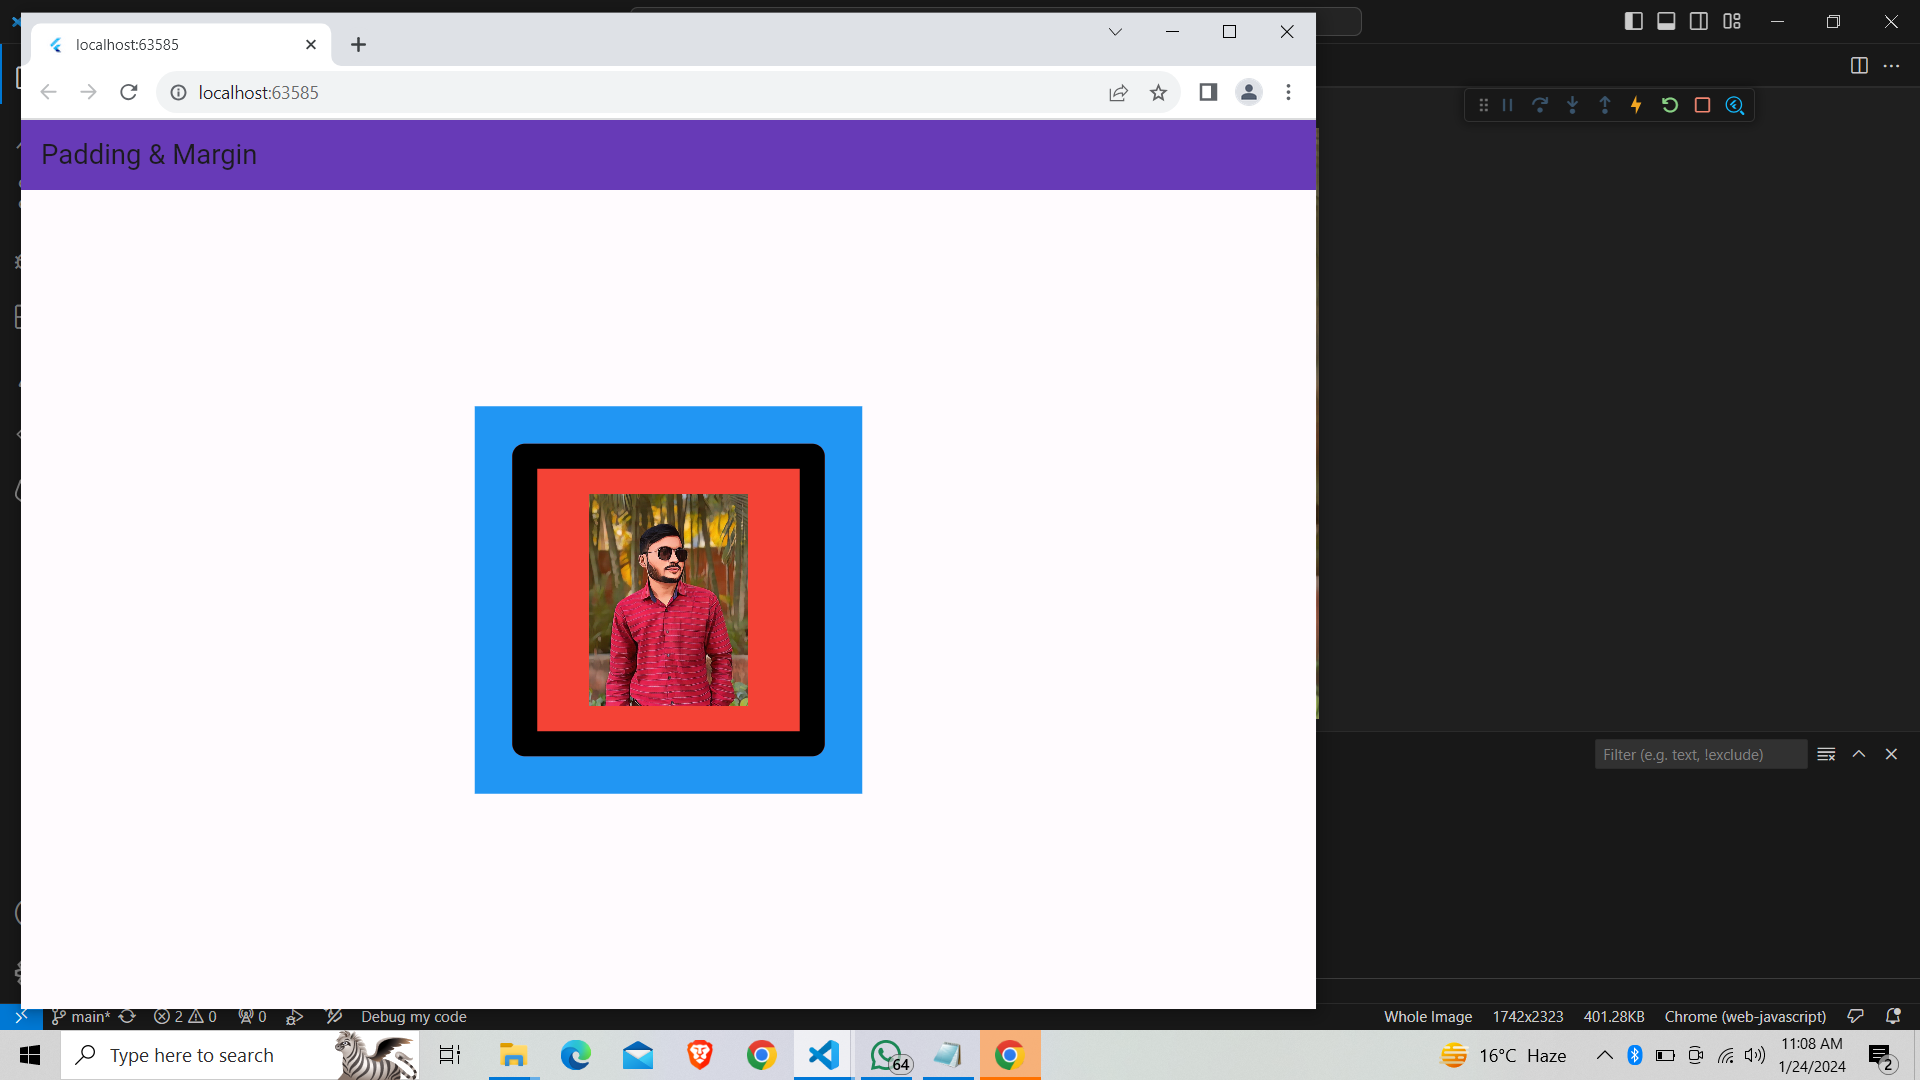 localhost:63585
localhost:63585
Padding & Margin
Filter (e.g. text, !exclude)
main* 2 0 0 Debug my code
Whole Image 1742x2323 401.28KB Chrome (web-javascript)
Type here to search
64
16°C Haze
11:08 AM
1/24/2024
2